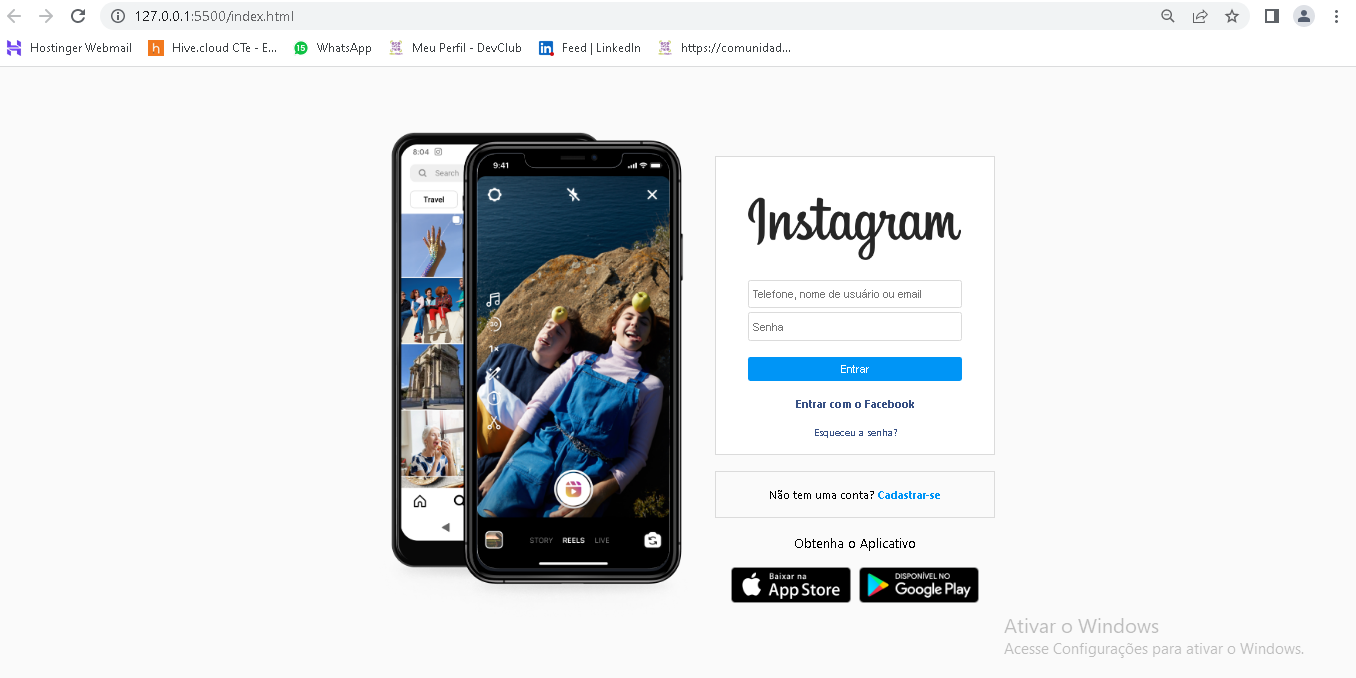 127.0.0.1:5500/index.html
Hostinger Webmail
Hive.cloud CTe - E...
15
WhatsApp
Meu Perfil - DevClub
Feed | LinkedIn
https://comunidad...
8:04
Search
Travel
9:41
30
1x
STORY REELS LIVE
Instagram
Telefone, nome de usuário ou email
Senha
Entrar
Entrar com o Facebook
Esqueceu a senha?
Não tem uma conta? Cadastrar-se
Obtenha o Aplicativo
Baixar na
App Store
DISPONÍVEL NO
Google Play
Ativar o Windows
Acesse Configurações para ativar o Windows.